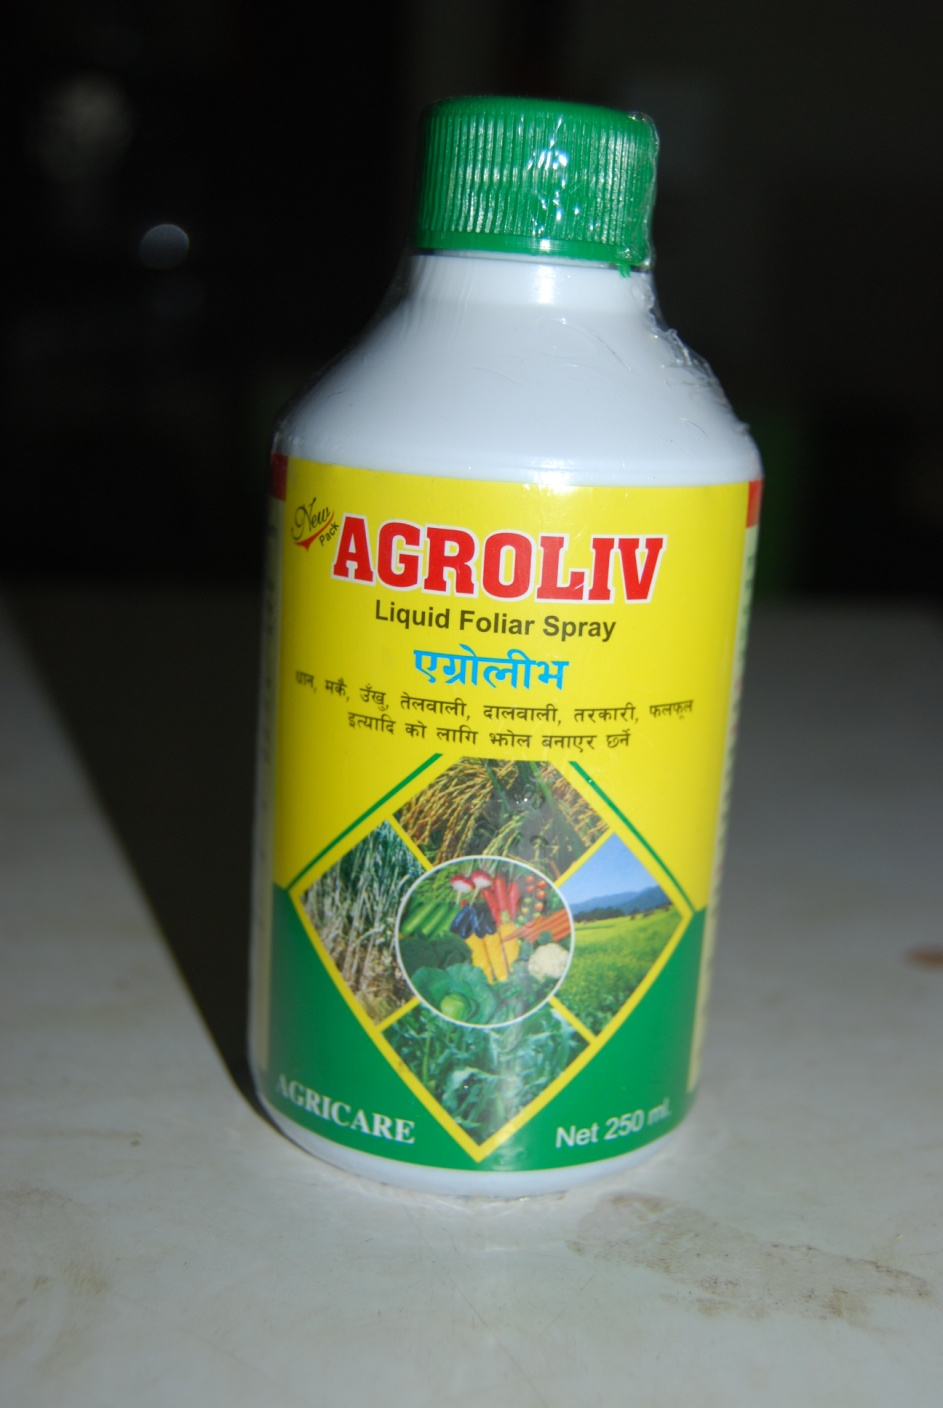 New
Pack
AGROLIV
Liquid Foliar Spray
एग्रोलीभ
धान, मकै, उँखु, तेलवाली, दालवाली, तरकारी, फलफूल
इत्यादि को लागि झोल बनाएर छर्ने
AGRICARE
Net 250 ml.